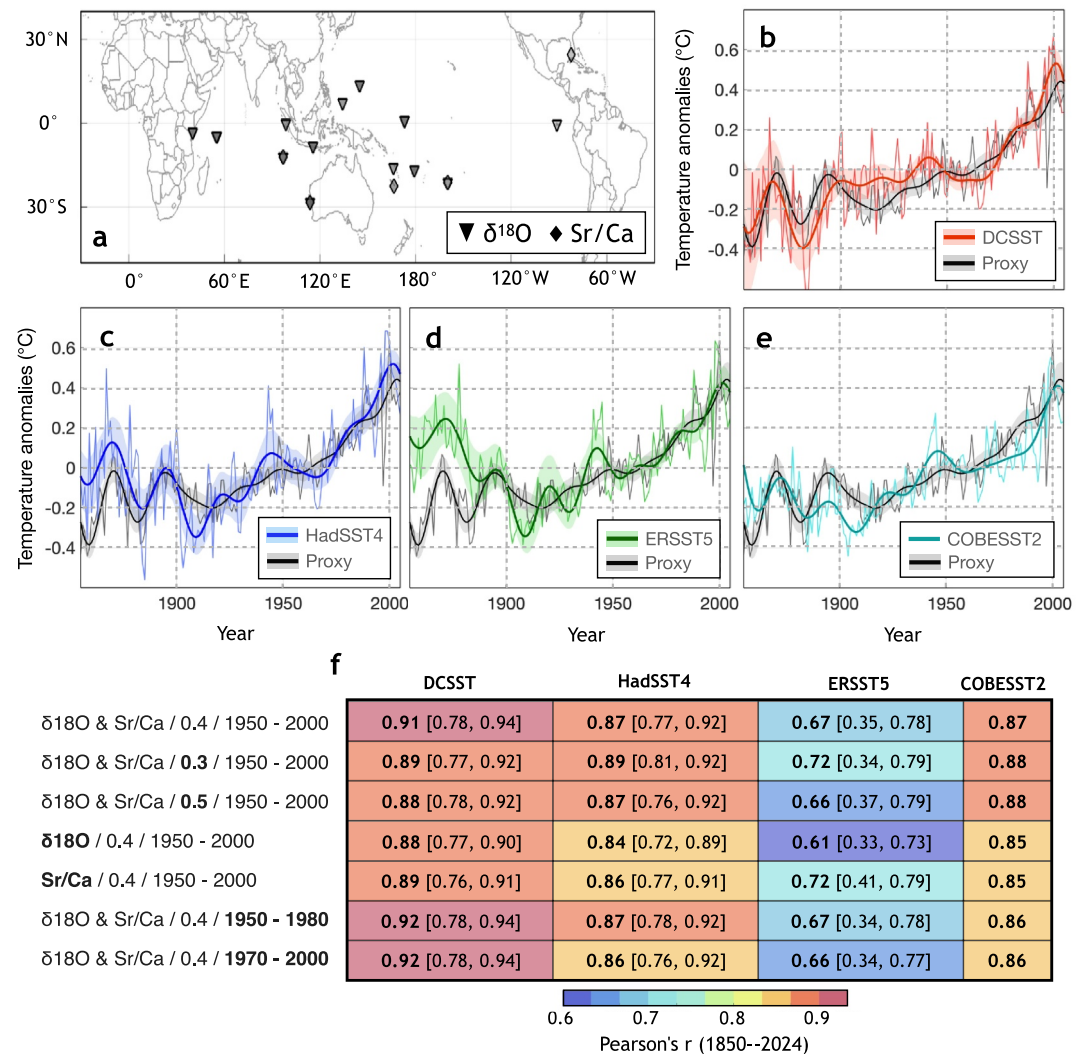 30°N
0°
30°S
a
δ18O Sr/Ca
0° 60°E 120°E 180° 120°W 60°W
b
Temperature anomalies (°C)
0.6
0.4
0.2
0
-0.2
-0.4
DCSST
Proxy
c
Temperature anomalies (°C)
0.6
0.4
0.2
0
-0.2
-0.4
HadSST4
Proxy
1900 1950 2000
Year
d
ERSST5
Proxy
1900 1950 2000
Year
e
COBESST2
Proxy
1900 1950 2000
f
DCSST HadSST4 ERSST5 COBESST2
δ18O & Sr/Ca / 0.4 / 1950 - 2000 0.91 [0.78, 0.94] 0.87 [0.77, 0.92] 0.67 [0.35, 0.78] 0.87
δ18O & Sr/Ca / 0.3 / 1950 - 2000 0.89 [0.77, 0.92] 0.89 [0.81, 0.92] 0.72 [0.34, 0.79] 0.88
δ18O & Sr/Ca / 0.5 / 1950 - 2000 0.88 [0.78, 0.92] 0.87 [0.76, 0.92] 0.66 [0.37, 0.79] 0.88
δ18O / 0.4 / 1950 - 2000 0.88 [0.77, 0.90] 0.84 [0.72, 0.89] 0.61 [0.33, 0.73] 0.85
Sr/Ca / 0.4 / 1950 - 2000 0.89 [0.76, 0.91] 0.86 [0.77, 0.91] 0.72 [0.41, 0.79] 0.85
δ18O & Sr/Ca / 0.4 / 1950 - 1980 0.92 [0.78, 0.94] 0.87 [0.78, 0.92] 0.67 [0.34, 0.78] 0.86
δ18O & Sr/Ca / 0.4 / 1970 - 2000 0.92 [0.78, 0.94] 0.86 [0.76, 0.92] 0.66 [0.34, 0.77] 0.86
0.6 0.7 0.8 0.9
Pearson's r (1850--2024)